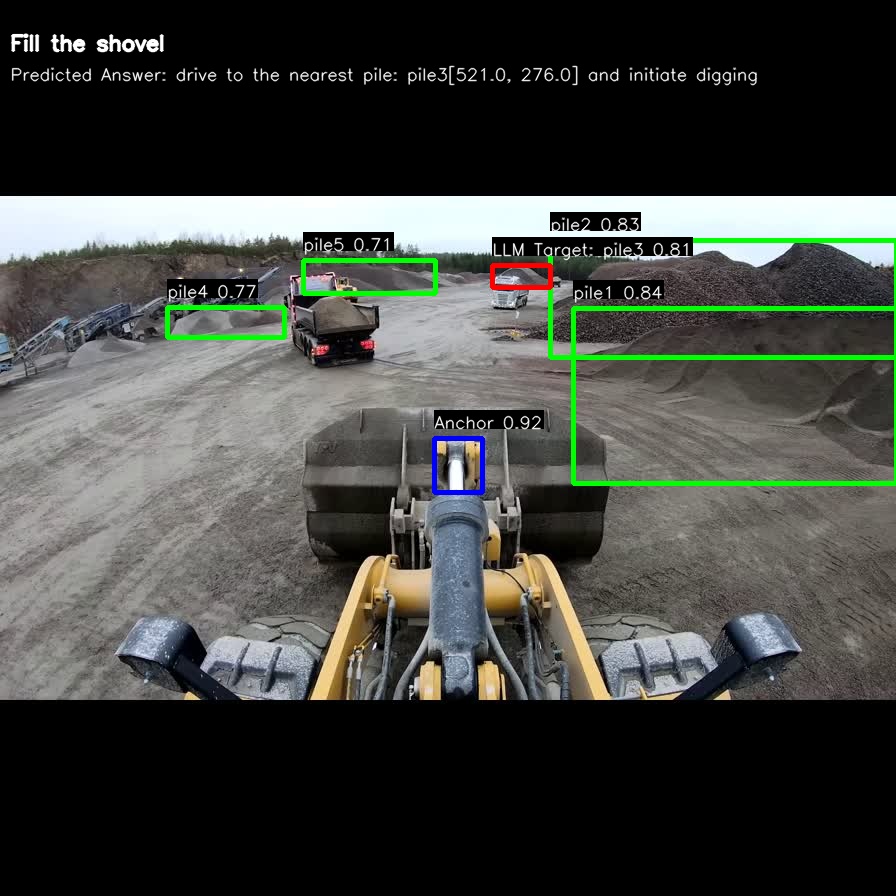 Fill the shovel
Predicted Answer: drive to the nearest pile: pile3[521.0, 276.0] and initiate digging
pile2 0.83
pile5 0.71
LLM Target: pile3 0.81
pile4 0.77
pile1 0.84
Anchor 0.92